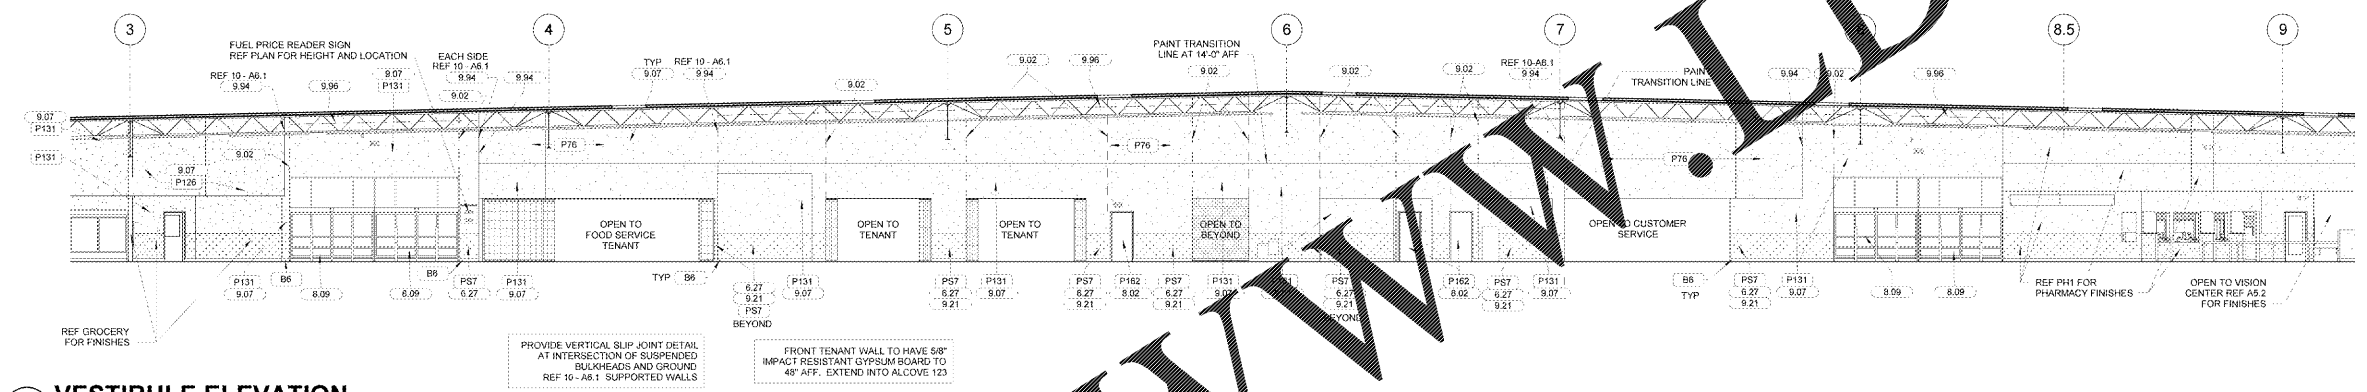 3
4
5
6
7
8.5
9
FUEL PRICE READER SIGN
REF PLAN FOR HEIGHT AND LOCATION
EACH SIDE
REF 10 - A6.1
9.94
9.94
9.02
REF 10 - A6.1
9.94
9.96
9.07
P131
TYP
9.07
REF 10 - A6.1
9.94
9.02
9.02
9.96
PAINT TRANSITION
LINE AT 14'-0" AFF
9.02
9.02
9.02
REF 10-A6.1
9.94
TRANSITION LINE
9.94
9.02
9.96
9.07
P131
P131
9.02
9.07
P126
P76
P76
P76
OPEN TO
FOOD SERVICE
TENANT
OPEN TO
TENANT
OPEN TO
TENANT
OPEN TO
BEYOND
OPEN TO CUSTOMER
SERVICE
P131
9.07
B6
8.09
8.09
B6
PS7
6.27
P131
9.07
TYP
B6
6.27
9.21
PS7
BEYOND
P131
9.07
PS7
6.27
9.21
P131
9.07
PS7
6.27
9.21
P162
8.02
PS7
6.27
9.21
P131
P162
8.02
PS7
6.27
9.21
P131
9.07
B6
TYP
PS7
6.27
9.21
P131
9.07
8.09
8.09
REF PH1 FOR
PHARMACY FINISHES
OPEN TO VISION
CENTER REF A5.2
FOR FINISHES
REF GROCERY
FOR FINISHES
PROVIDE VERTICAL SLIP JOINT DETAIL
AT INTERSECTION OF SUSPENDED
BULKHEADS AND GROUND
REF 10 - A6.1 SUPPORTED WALLS
FRONT TENANT WALL TO HAVE 5/8"
IMPACT RESISTANT GYPSUM BOARD TO
48" AFF. EXTEND INTO ALCOVE 123
VESTIBULE ELEVATION